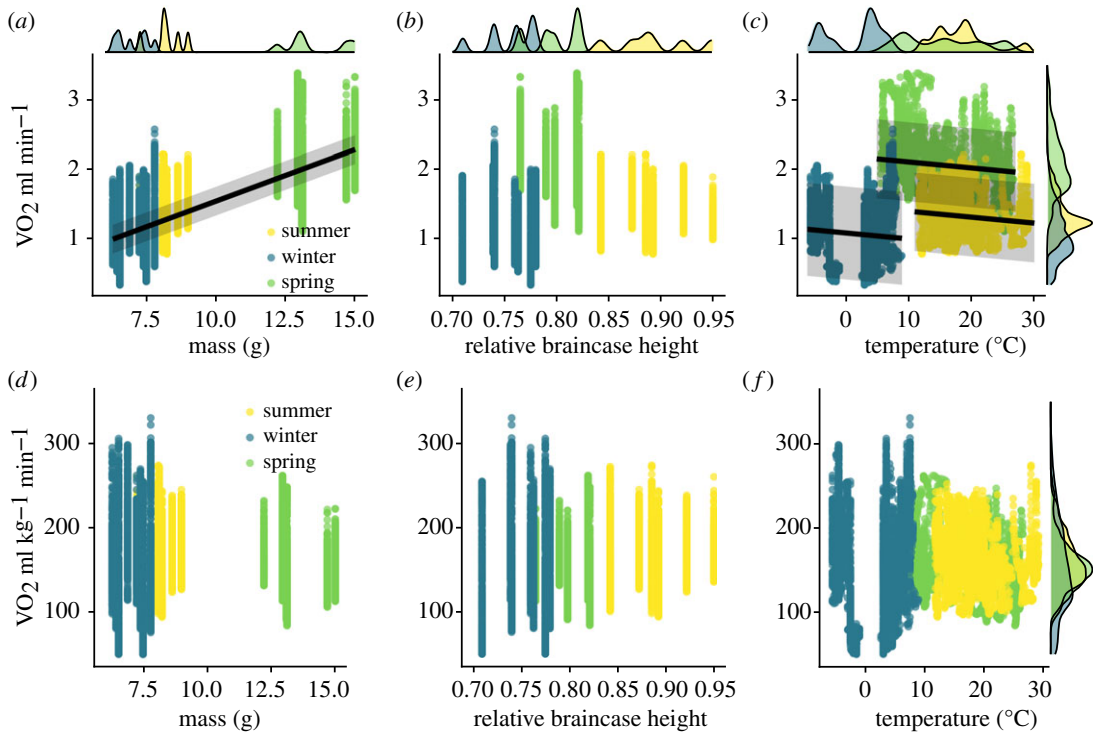 (a) (b) (c)
VO2 ml min−1
3
2
1
summer
winter
spring
7.5 10.0 12.5 15.0
mass (g)
3
2
1
0.70 0.75 0.80 0.85 0.90 0.95
relative braincase height
3
2
1
0 10 20 30
temperature (°C)
(d) (e) (f)
VO2 ml kg−1 min−1
300
200
100
summer
winter
spring
7.5 10.0 12.5 15.0
mass (g)
300
200
100
0.70 0.75 0.80 0.85 0.90 0.95
relative braincase height
300
200
100
0 10 20 30
temperature (°C)